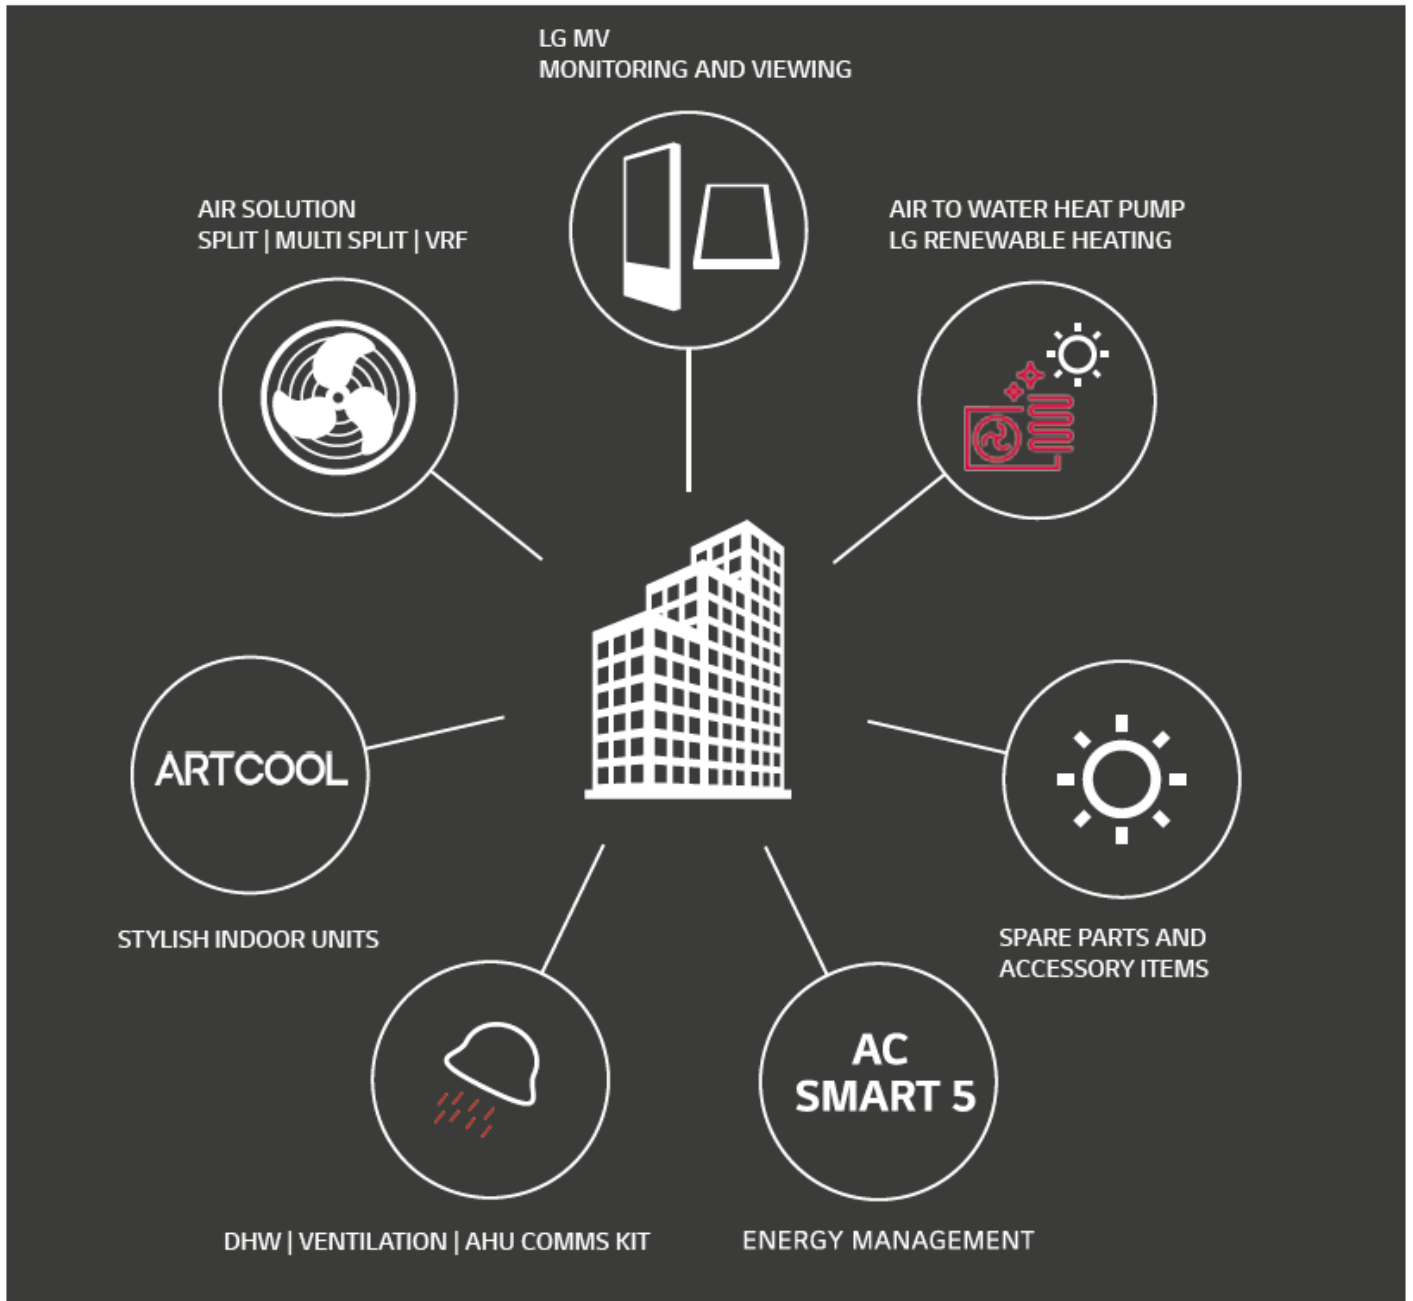 LG MV
MONITORING AND VIEWING
AIR SOLUTION
SPLIT | MULTI SPLIT | VRF
AIR TO WATER HEAT PUMP
LG RENEWABLE HEATING
ARTCOOL
STYLISH INDOOR UNITS
SPARE PARTS AND
ACCESSORY ITEMS
AC
SMART 5
DHW | VENTILATION | AHU COMMS KIT
ENERGY MANAGEMENT